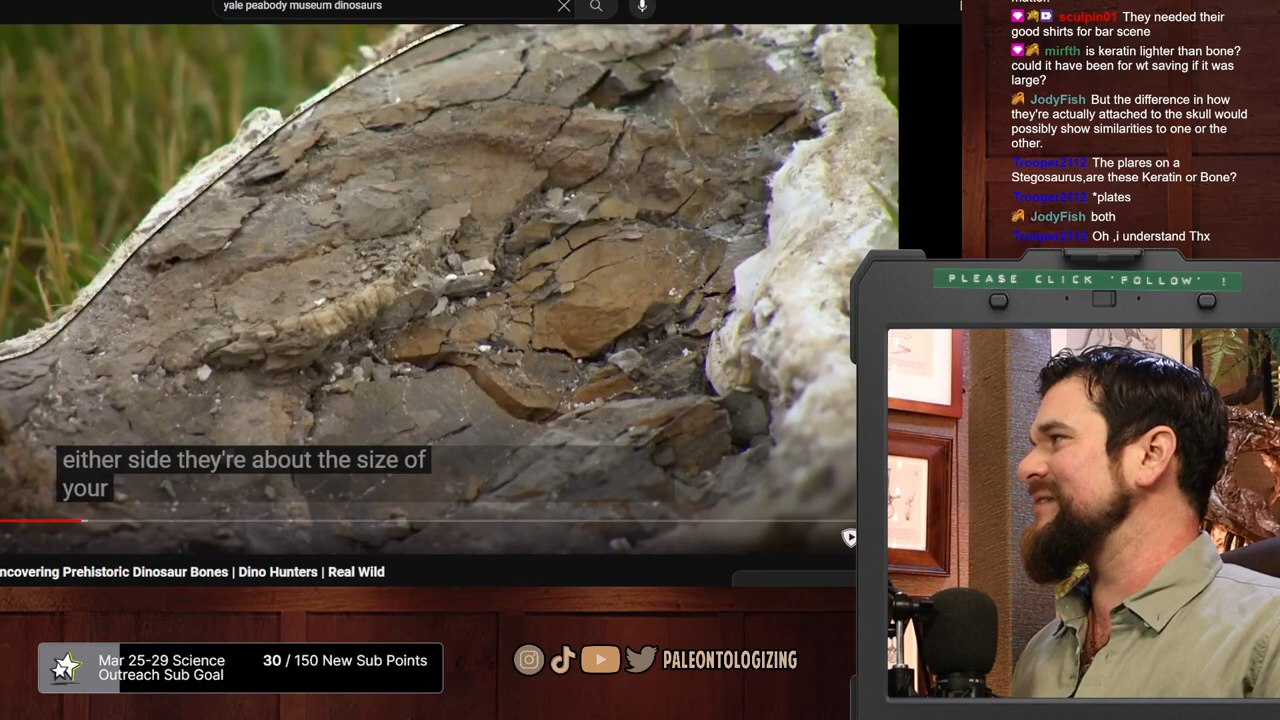 yale peabody museum dinosaurs
sculpin01 They needed their
good shirts for bar scene
mirfth is keratin lighter than bone?
could it have been for wt saving if it was
large?
JodyFish But the difference in how
they're actually attached to the skull would
possibly show similarities to one or the
other.
Trooper2112 The plares on a
Stegosaurus,are these Keratin or Bone?
Trooper2112 *plates
JodyFish both
Trooper2112 Oh ,i understand Thx
PLEASE CLICK 'FOLLOW' !
either side they're about the size of
your
ncovering Prehistoric Dinosaur Bones | Dino Hunters | Real Wild
Mar 25-29 Science
Outreach Sub Goal
30 / 150 New Sub Points
PALEONTOLOGIZING